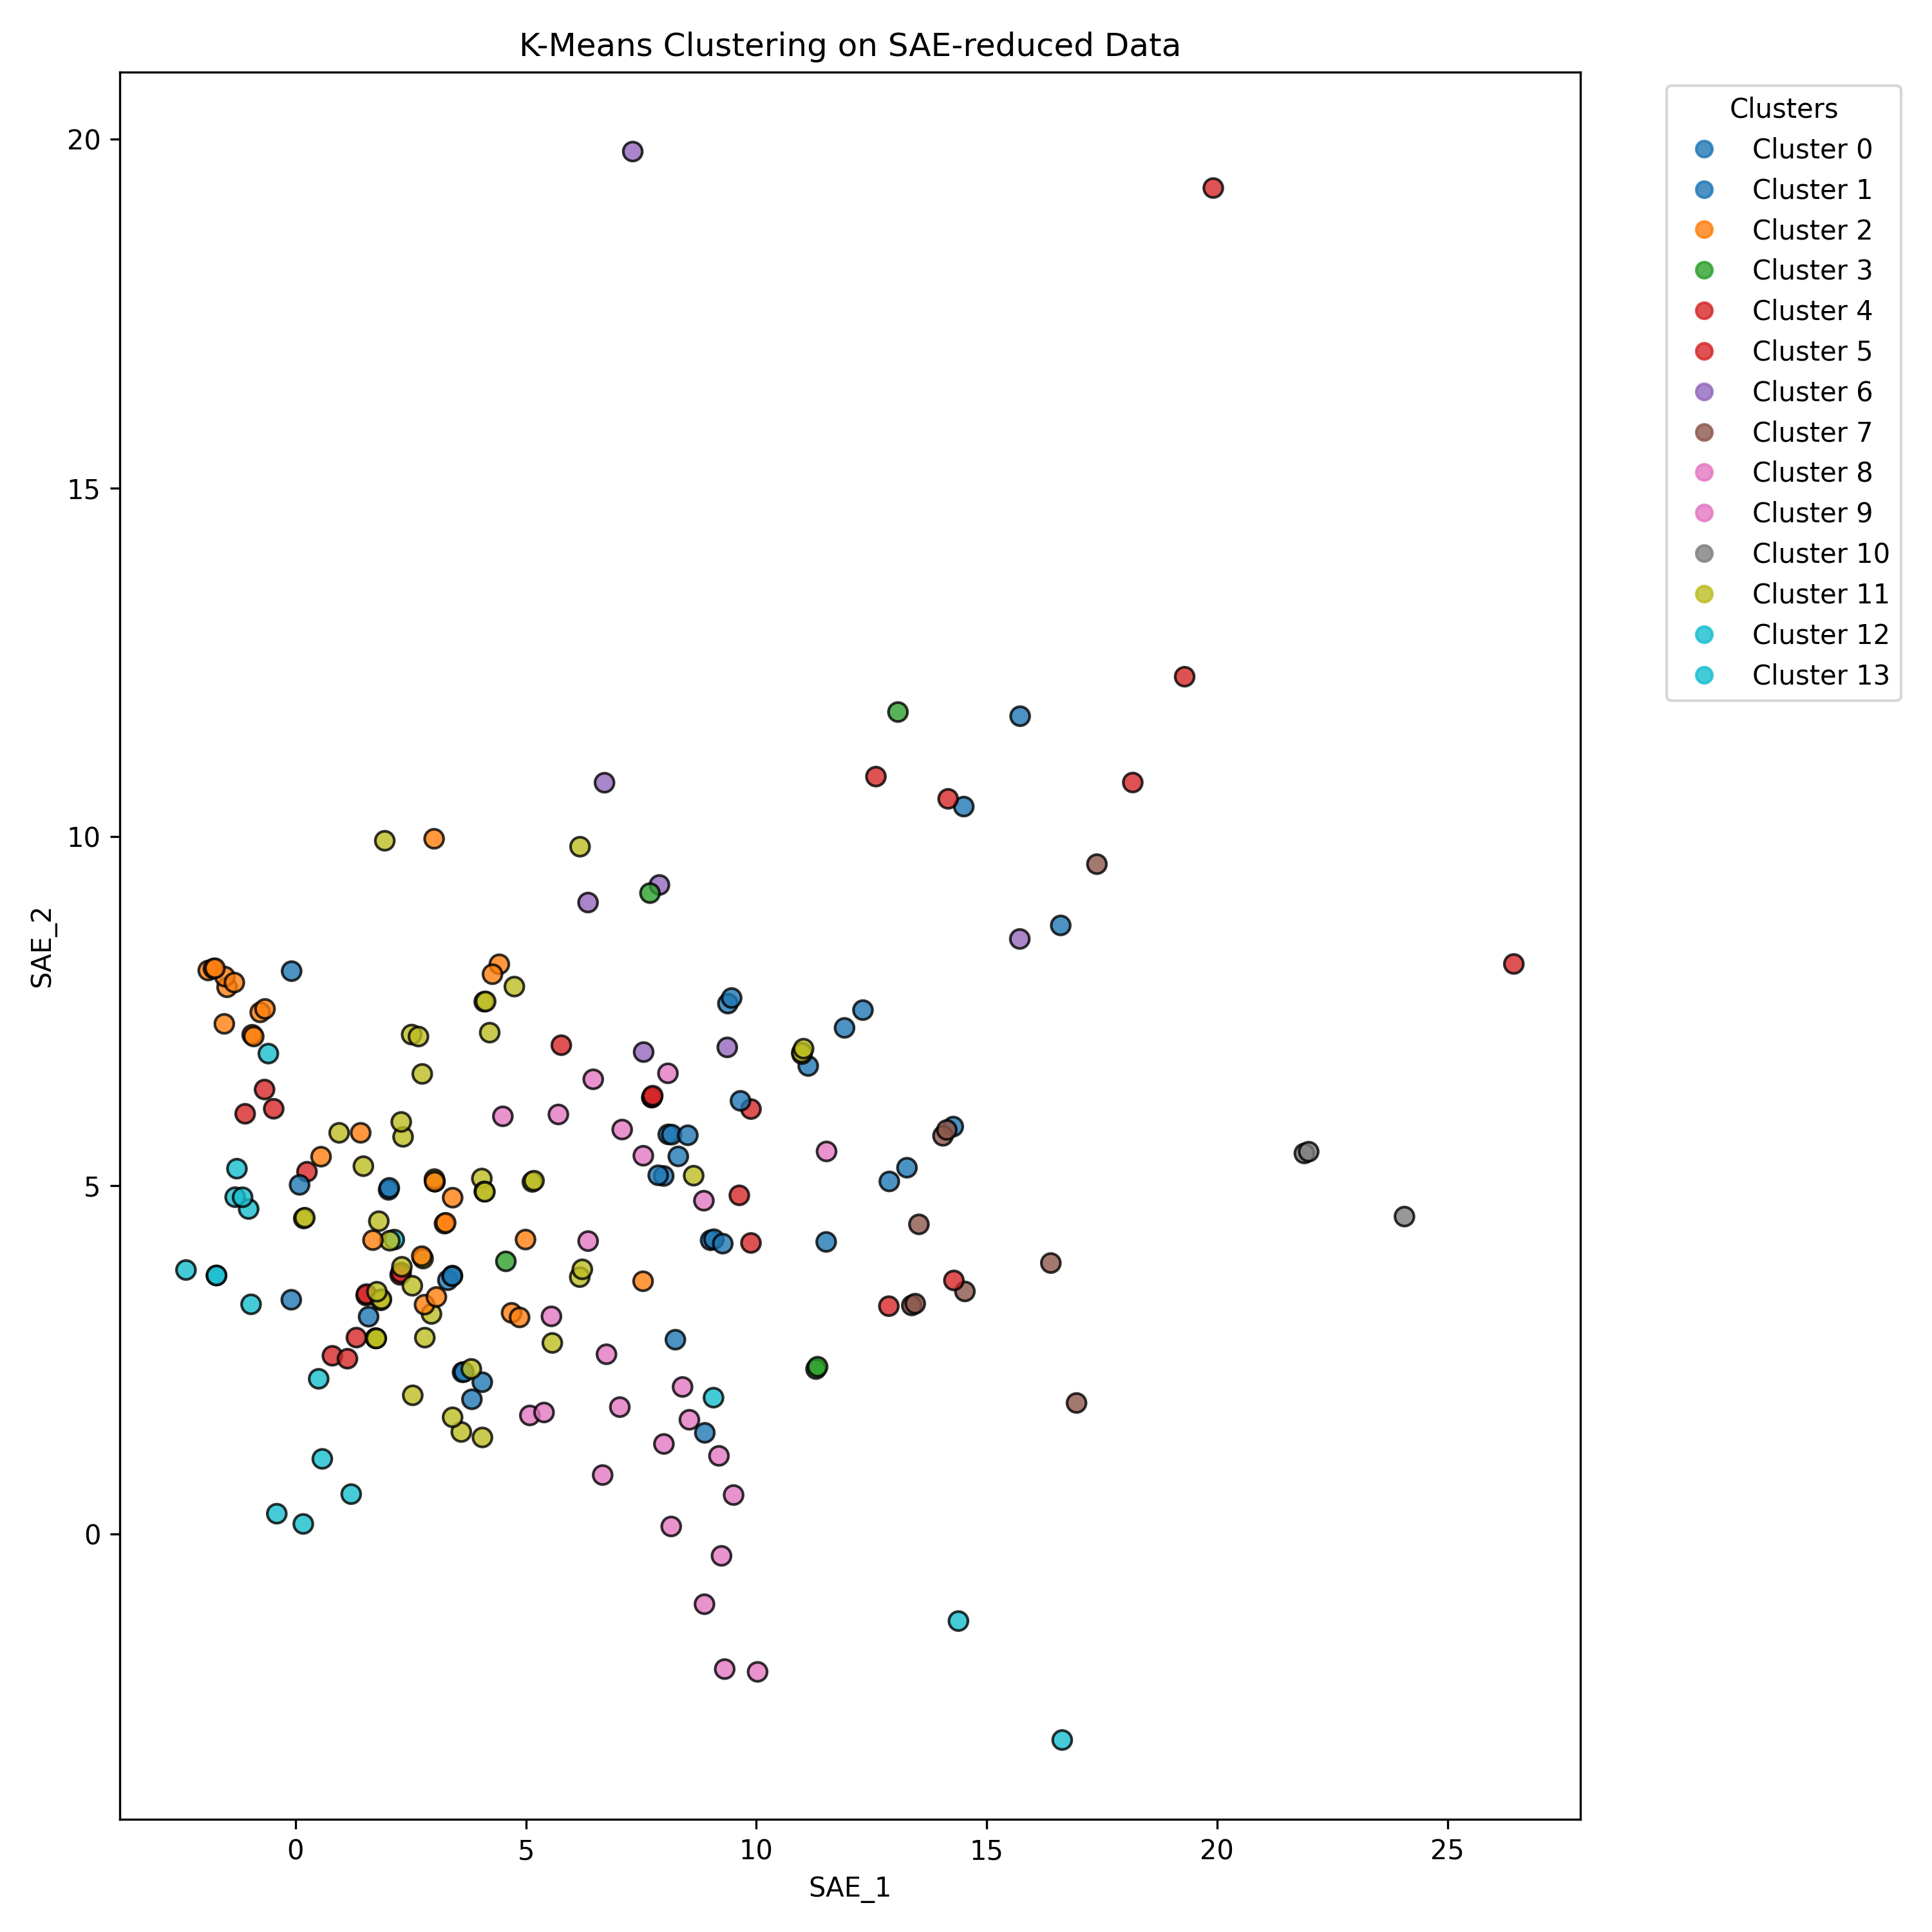 K-Means Clustering on SAE-reduced Data
Clusters
Cluster 0
Cluster 1
Cluster 2
Cluster 3
Cluster 4
Cluster 5
Cluster 6
Cluster 7
Cluster 8
Cluster 9
Cluster 10
Cluster 11
Cluster 12
Cluster 13
20
15
10
5
0
SAE_2
0 5 10 15 20 25
SAE_1